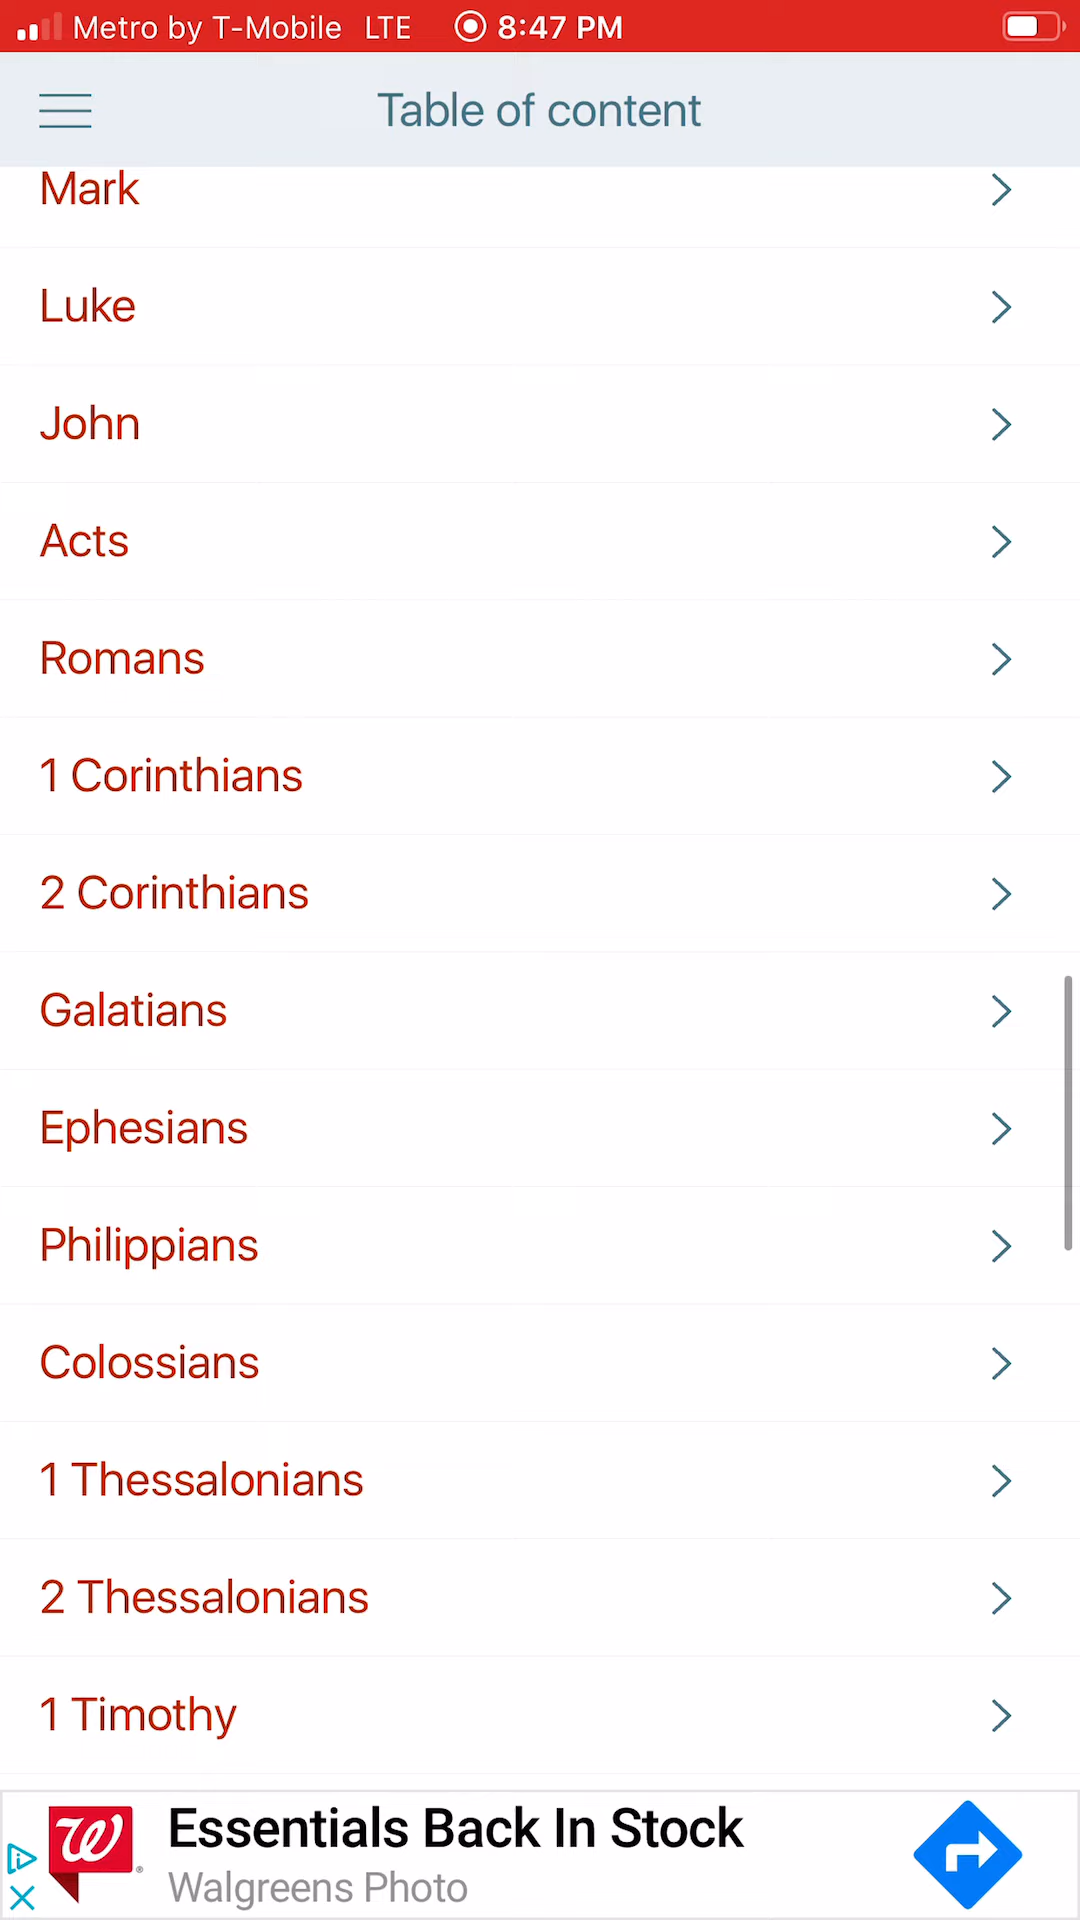 Metro by T-Mobile LTE 8:47 PM
Table of content
Mark
Luke
John
Acts
Romans
1 Corinthians
2 Corinthians
Galatians
Ephesians
Philippians
Colossians
1 Thessalonians
2 Thessalonians
1 Timothy
Essentials Back In Stock
Walgreens Photo